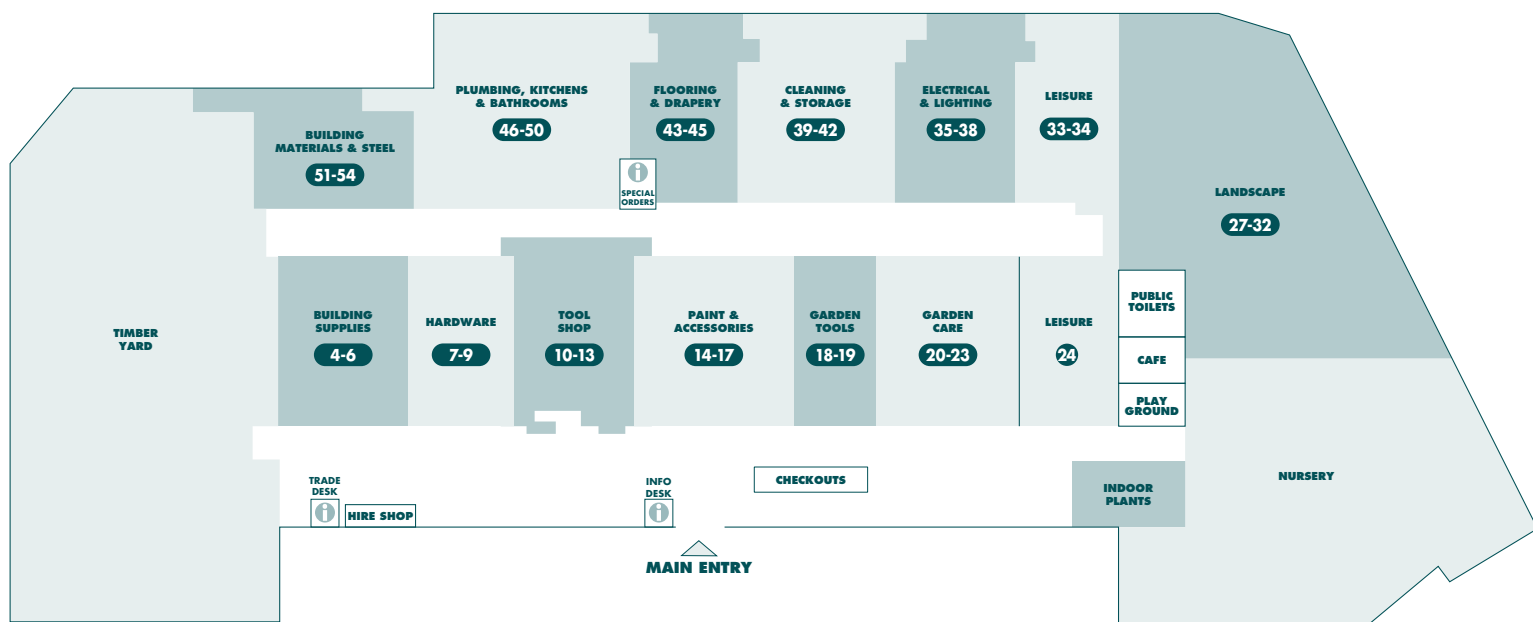 PLUMBING, KITCHENS
& BATHROOMS
46-50
FLOORING
& DRAPERY
43-45
CLEANING
& STORAGE
39-42
ELECTRICAL
& LIGHTING
35-38
LEISURE
33-34
BUILDING
MATERIALS & STEEL
51-54
i
SPECIAL
ORDERS
LANDSCAPE
27-32
TIMBER
YARD
BUILDING
SUPPLIES
4-6
HARDWARE
7-9
TOOL
SHOP
10-13
PAINT &
ACCESSORIES
14-17
GARDEN
TOOLS
18-19
GARDEN
CARE
20-23
LEISURE
24
PUBLIC
TOILETS
CAFE
PLAY
GROUND
TRADE
DESK
i
HIRE SHOP
INFO
DESK
i
CHECKOUTS
INDOOR
PLANTS
NURSERY
MAIN ENTRY